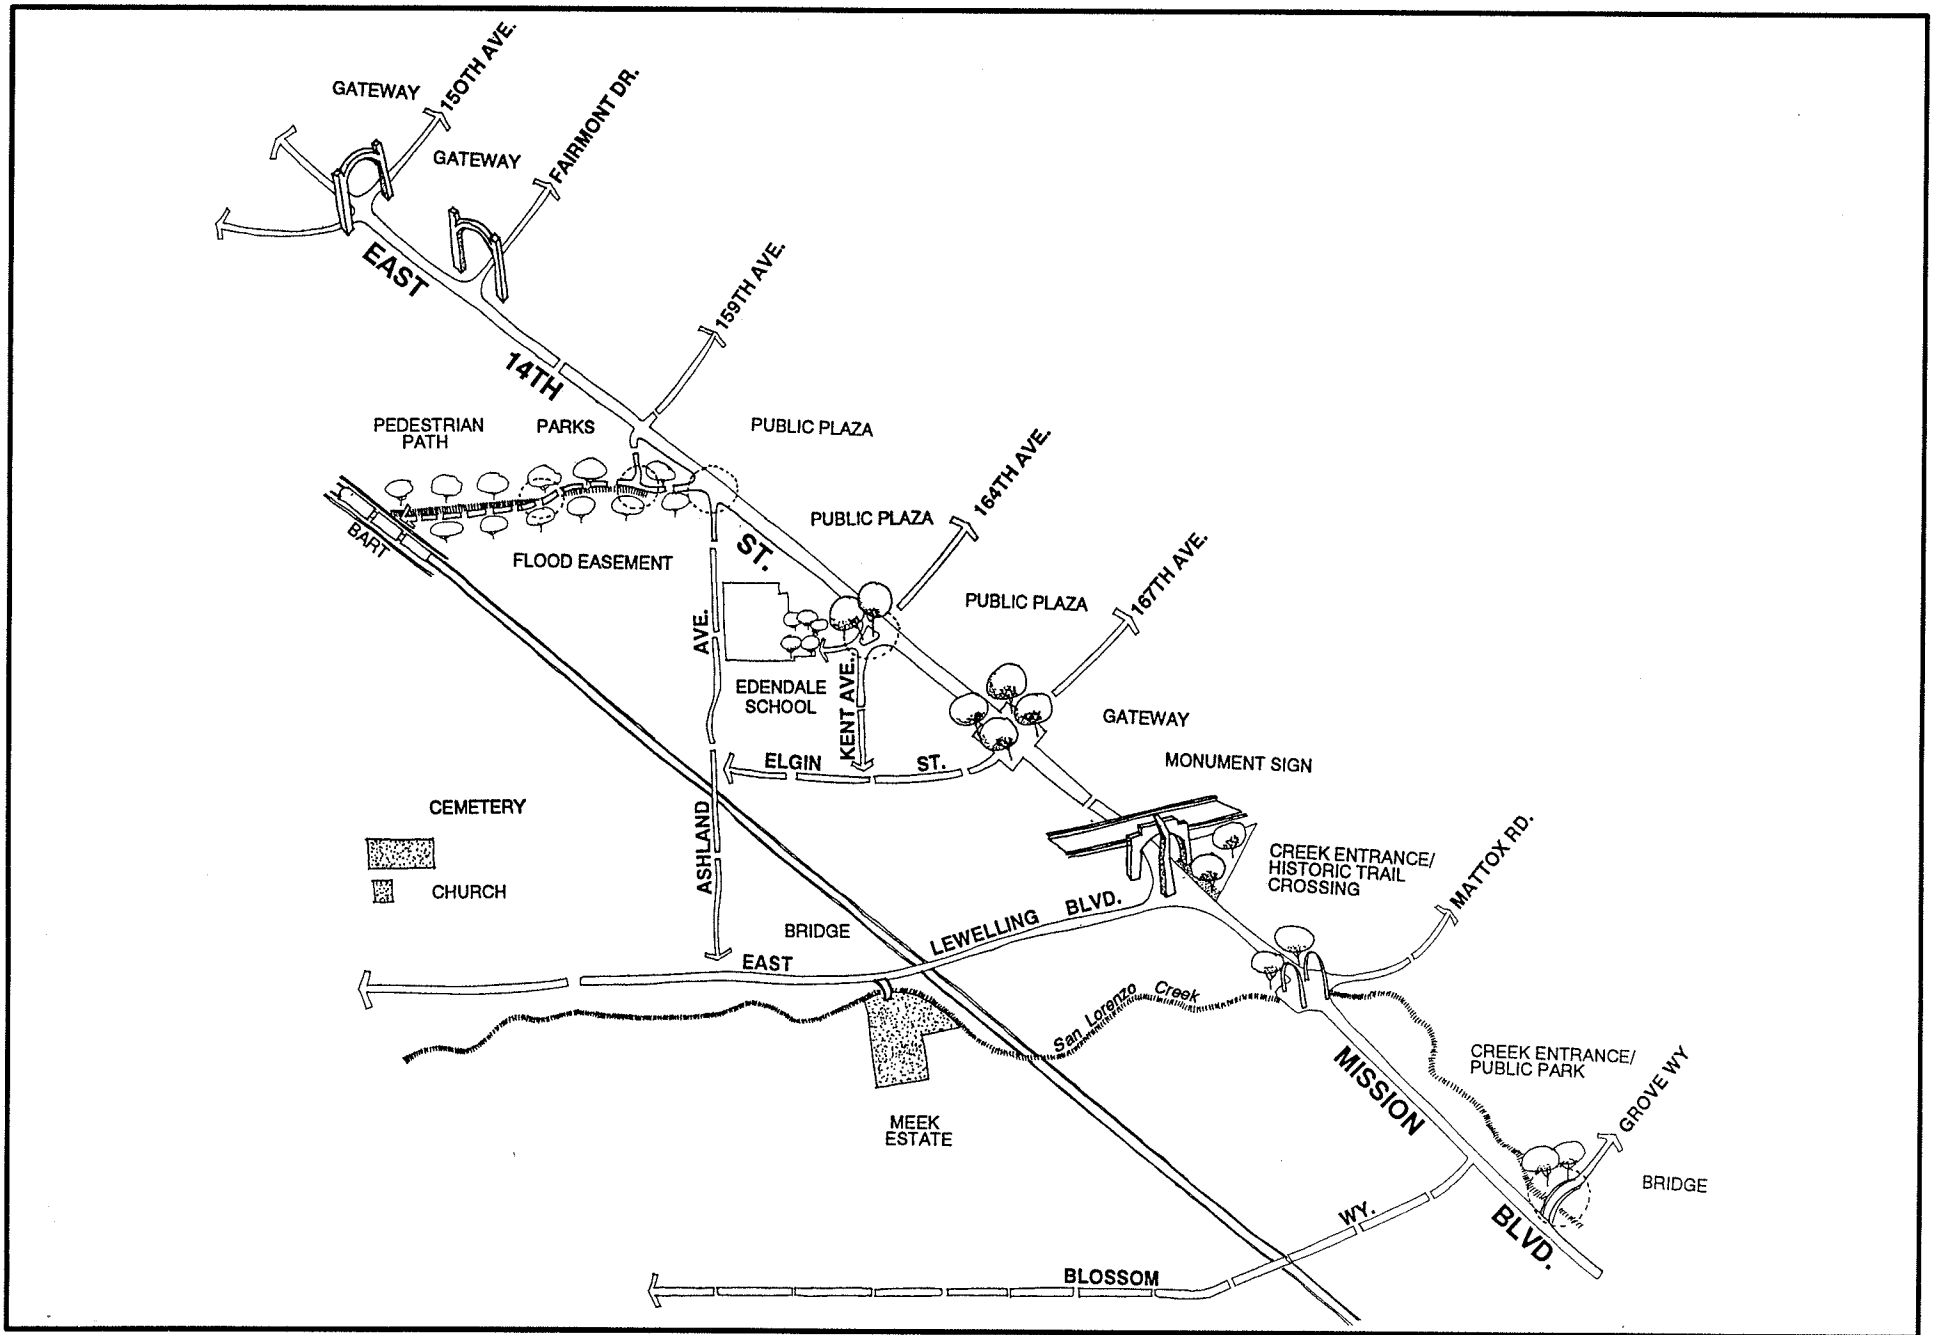 GATEWAY
150TH AVE.
GATEWAY
FAIRMONT DR.
EAST
14TH
ST.
159TH AVE.
PEDESTRIAN
PATH
PARKS
PUBLIC PLAZA
BART
FLOOD EASEMENT
PUBLIC PLAZA
164TH AVE.
PUBLIC PLAZA
167TH AVE.
ASHLAND AVE.
EDENDALE
SCHOOL
KENT AVE.
ELGIN ST.
GATEWAY
MONUMENT SIGN
CEMETERY
CHURCH
CREEK ENTRANCE/
HISTORIC TRAIL
CROSSING
MATTOX RD.
BRIDGE
EAST LEWELLING BLVD.
San Lorenzo Creek
MEEK
ESTATE
MISSION
BLVD.
CREEK ENTRANCE/
PUBLIC PARK
GROVE WY
BRIDGE
BLOSSOM WY.